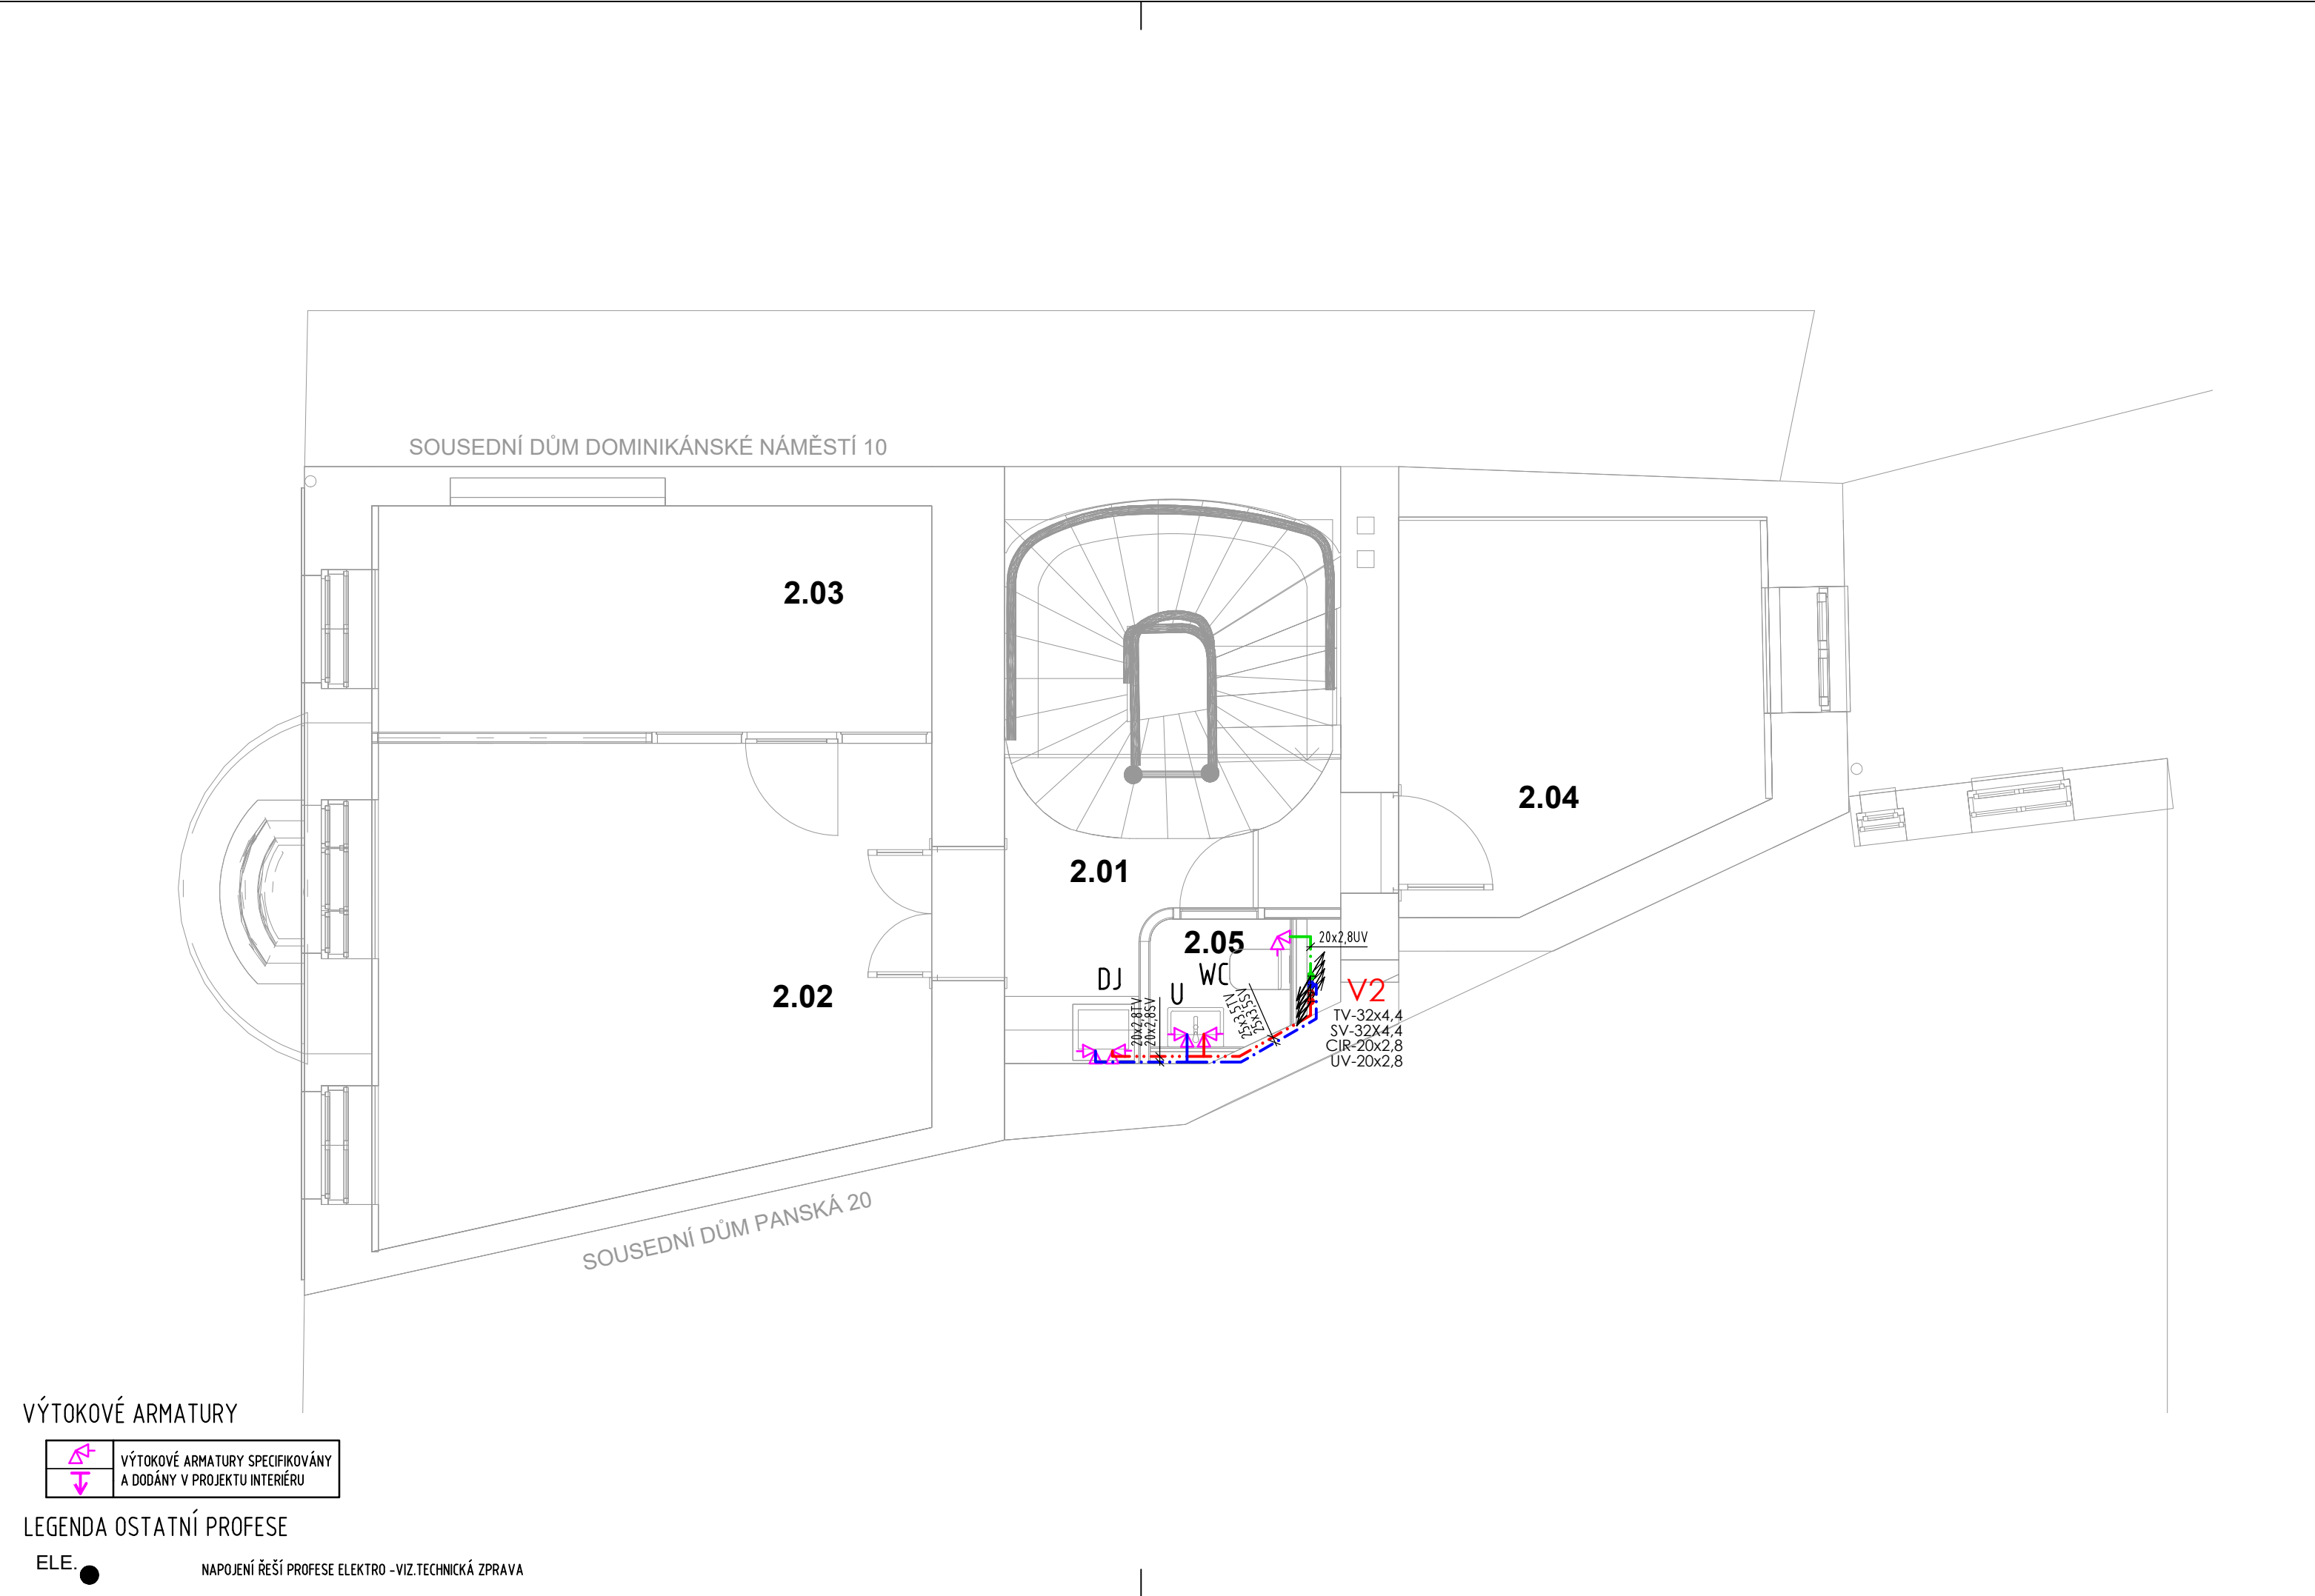 SOUSEDNÍ DŮM DOMINIKÁNSKÉ NÁMĚSTÍ 10
2.03
2.04
2.01
2.05
20x2,8UV
DJ
U
WC
2.02
20x2,8TV
20x2,8SV
25x3,5TV
25x3,5SV
V2
TV-32x4,4
SV-32X4,4
CIR-20x2,8
UV-20x2,8
SOUSEDNÍ DŮM PANSKÁ 20
VÝTOKOVÉ ARMATURY
VÝTOKOVÉ ARMATURY SPECIFIKOVÁNY
A DODÁNY V PROJEKTU INTERIÉRU
LEGENDA OSTATNÍ PROFESE
ELE.
NAPOJENÍ ŘEŠÍ PROFESE ELEKTRO -VIZ.TECHNICKÁ ZPRAVA